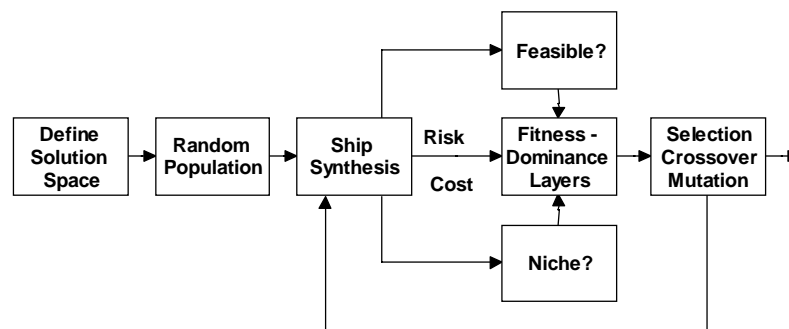 Feasible?
Define
Solution
Space
Random
Population
Ship
Synthesis
Risk
Cost
Fitness -
Dominance
Layers
Selection
Crossover
Mutation
Niche?